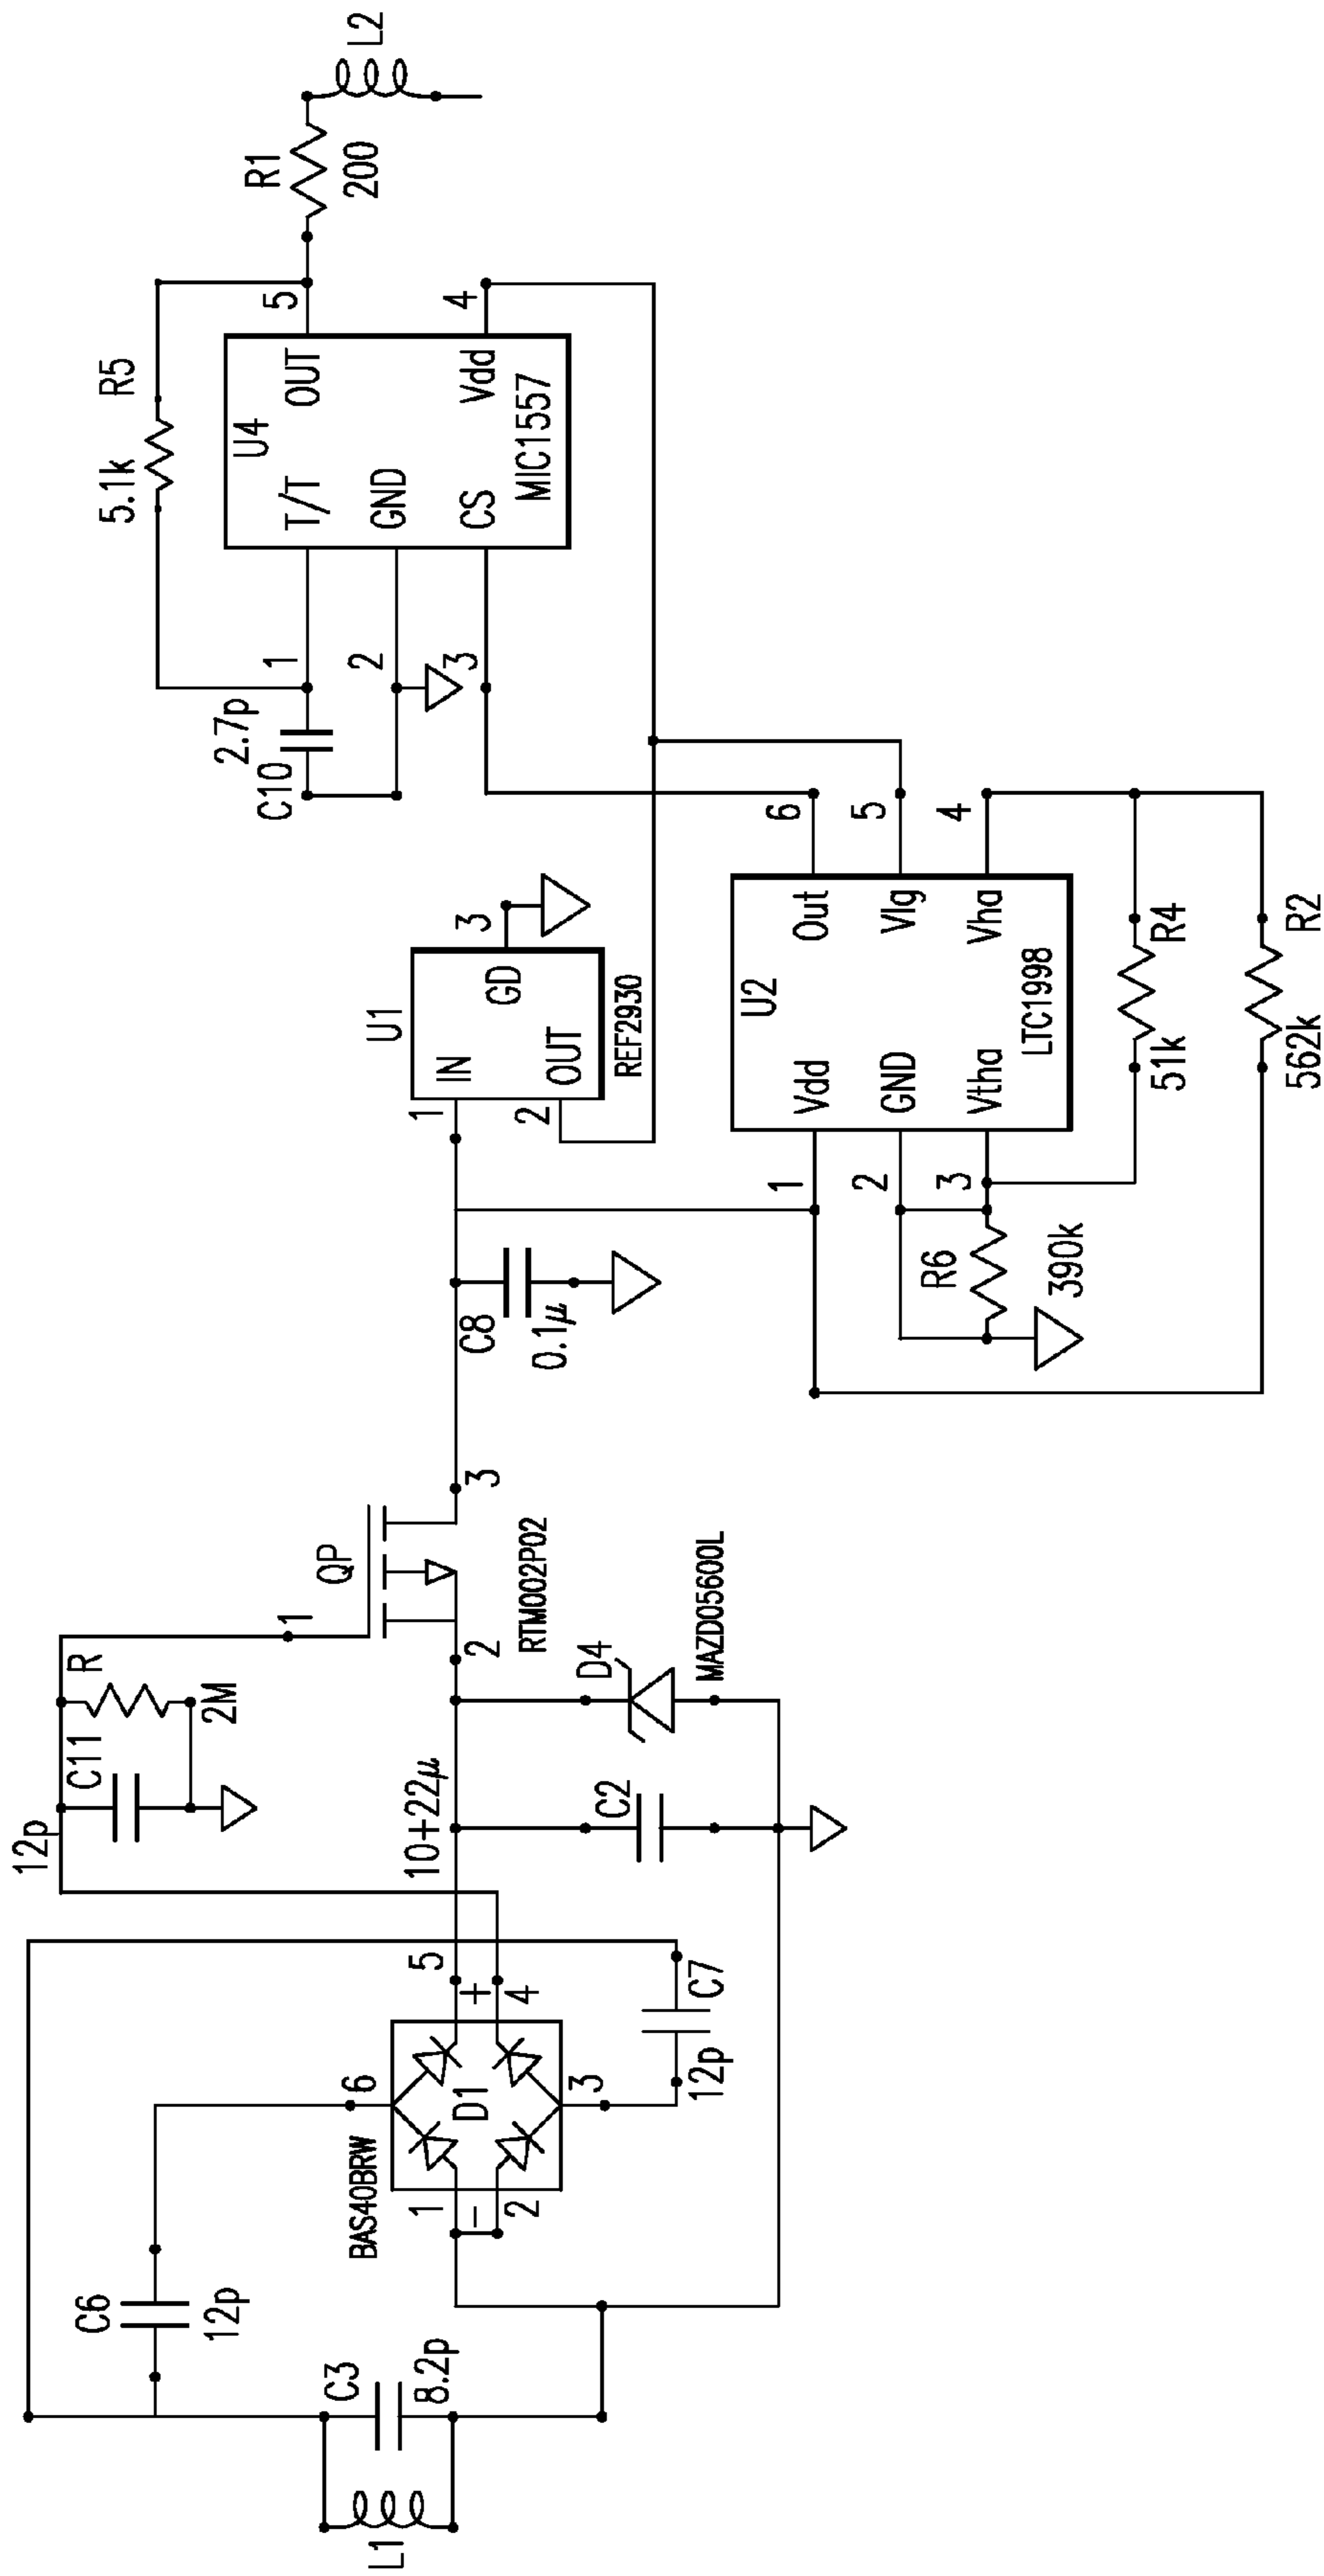 L1
C3
8.2p
C6
12p
BAS40BRW
D1
1
-
2
6
3
5
+
4
C7
12p
12p
C11
R
2M
10+22µ
C2
D4
MAZD05600L
QP
1
2
3
RTM002P02
C8
0.1µ
U1
IN
OUT
GD
1
2
3
REF2930
U2
Vdd
GND
Vtha
Out
Vlg
Vha
LTC1998
1
2
3
6
5
4
R6
390k
51k
R4
562k
R2
2.7p
C10
1
2
3
5.1k
R5
U4
T/T
GND
CS
OUT
Vdd
MIC1557
5
4
R1
200
L2